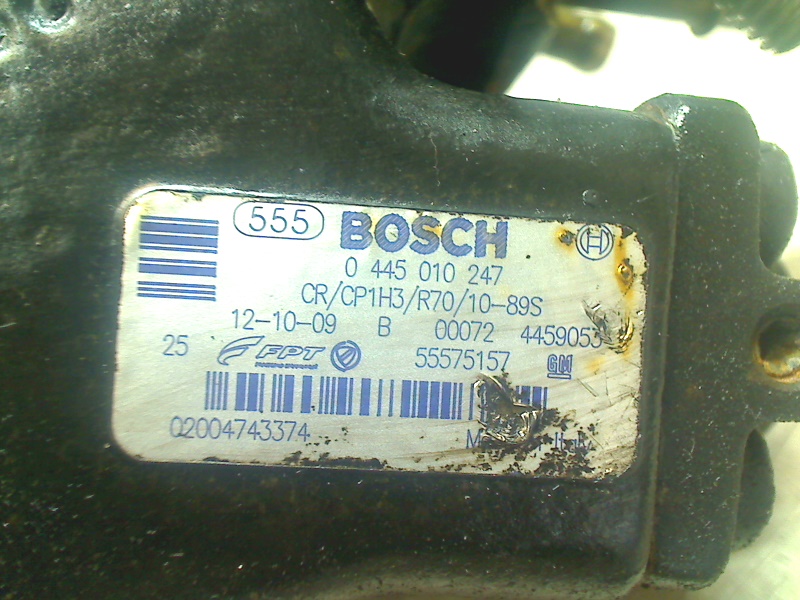 555 BOSCH
0 445 010 247
CR/CP1H3/R70/10-89S
12-10-09 B 00072 4459053
25 FPT 55575157 GM
02004743374 Italy